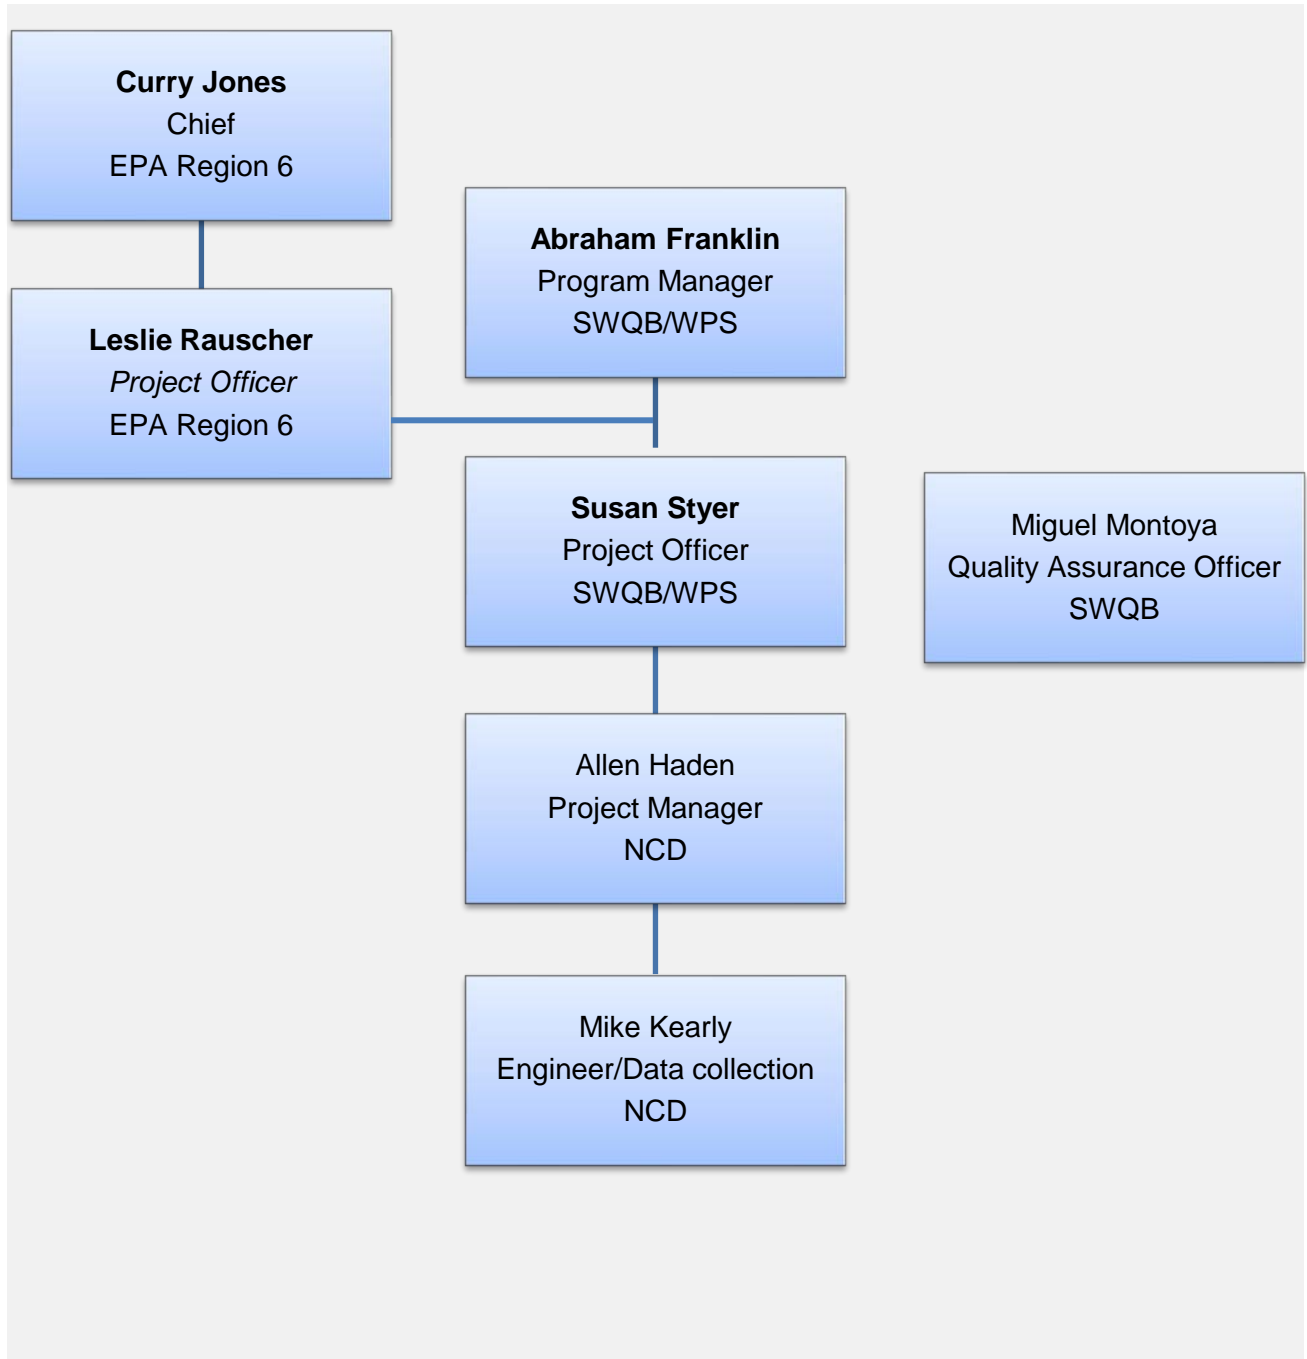 Curry Jones
Chief
EPA Region 6
Abraham Franklin
Program Manager
SWQB/WPS
Leslie Rauscher
Project Officer
EPA Region 6
Susan Styer
Project Officer
SWQB/WPS
Miguel Montoya
Quality Assurance Officer
SWQB
Allen Haden
Project Manager
NCD
Mike Kearly
Engineer/Data collection
NCD